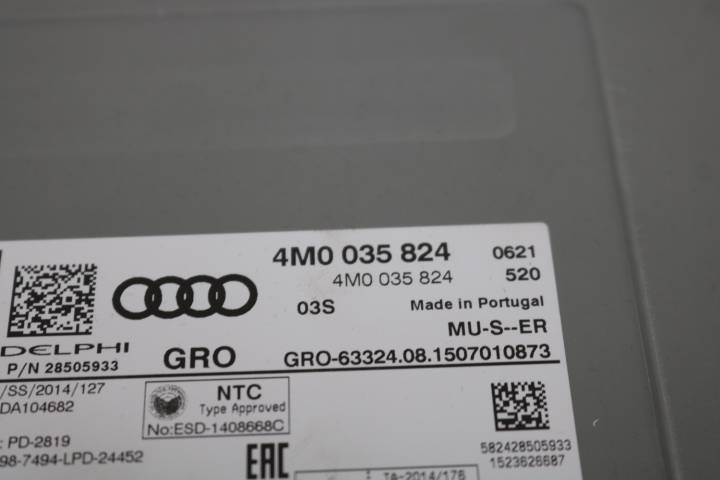 4M0 035 824 0621
4M0 035 824 520
03S Made in Portugal
MU-S--ER
DELPHI GRO GRO-63324.08.1507010873
P/N 28505933
/SS/2014/127
DA104682
NTC
Type Approved
No:ESD-1408668C
: PD-2819
98-7494-LPD-24452
EAC
582428505933
1523626687
TA-2014/176